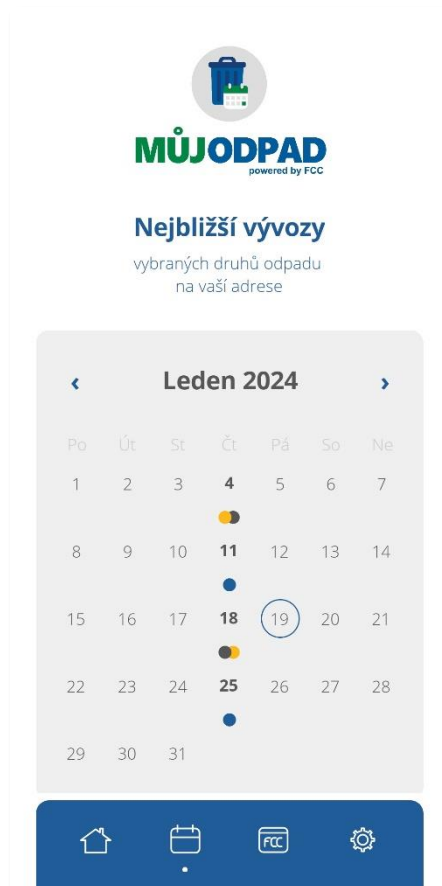 MŮJODPAD
powered by FCC
Nejbližší vývozy
vybraných druhů odpadu
na vaší adrese
‹ Leden 2024 ›
Po Út St Čt Pá So Ne
1 2 3 4 5 6 7
8 9 10 11 12 13 14
15 16 17 18 19 20 21
22 23 24 25 26 27 28
29 30 31
FCC